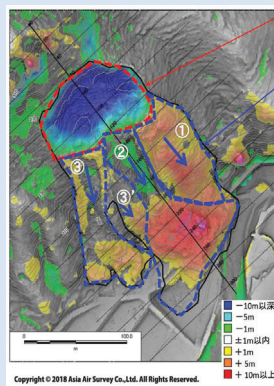 ①
②
③
③'
－10m以深
－5m
－1m
±1m以内
＋1m
＋5m
＋10m以上
0.0
100.0
m
Copyright © 2018 Asia Air Survey Co.,Ltd. All Rights Reserved.